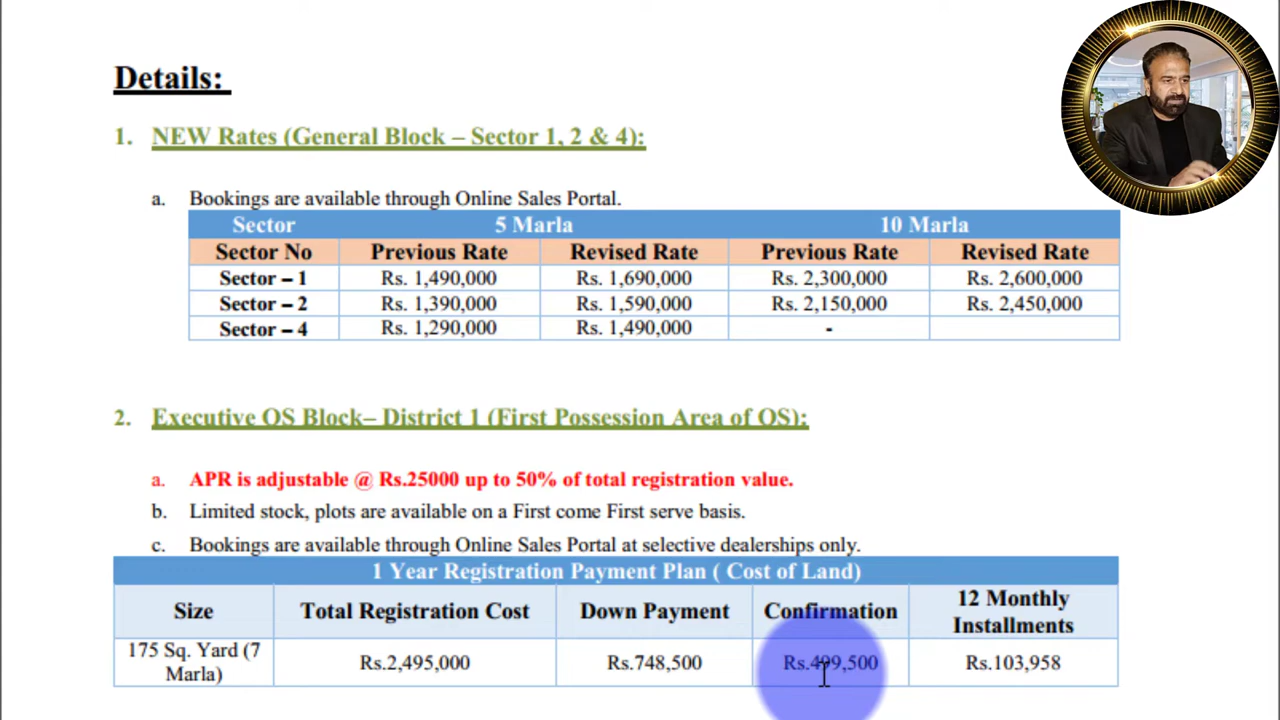 Details:
1. NEW Rates (General Block – Sector 1, 2 & 4):
a. Bookings are available through Online Sales Portal.
Sector 5 Marla 10 Marla
Sector No Previous Rate Revised Rate Previous Rate Revised Rate
Sector – 1 Rs. 1,490,000 Rs. 1,690,000 Rs. 2,300,000 Rs. 2,600,000
Sector – 2 Rs. 1,390,000 Rs. 1,590,000 Rs. 2,150,000 Rs. 2,450,000
Sector – 4 Rs. 1,290,000 Rs. 1,490,000 -
2. Executive OS Block– District 1 (First Possession Area of OS):
a. APR is adjustable @ Rs.25000 up to 50% of total registration value.
b. Limited stock, plots are available on a First come First serve basis.
c. Bookings are available through Online Sales Portal at selective dealerships only.
1 Year Registration Payment Plan ( Cost of Land)
Size Total Registration Cost Down Payment Confirmation 12 Monthly
Installments
175 Sq. Yard (7
Marla) Rs.2,495,000 Rs.748,500 Rs.499,500 Rs.103,958